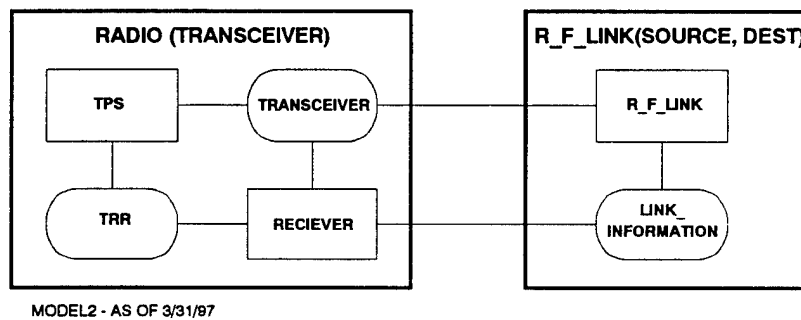 RADIO (TRANSCEIVER)
R_F_LINK(SOURCE, DEST)
TPS
TRANSCEIVER
R_F_LINK
TRR
RECIEVER
LINK_
INFORMATION
MODEL2 - AS OF 3/31/97